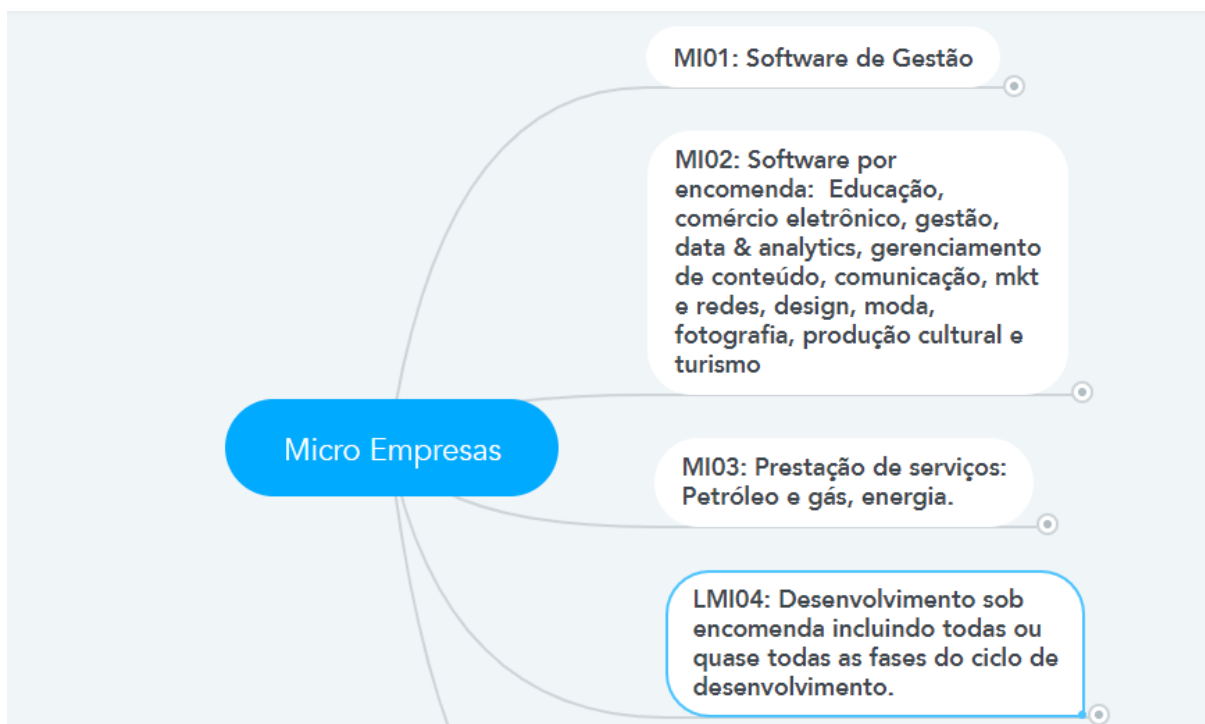 MI01: Software de Gestão
MI02: Software por
encomenda:  Educação,
comércio eletrônico, gestão,
data & analytics, gerenciamento
de conteúdo, comunicação, mkt
e redes, design, moda,
fotografia, produção cultural e
turismo
Micro Empresas
MI03: Prestação de serviços:
Petróleo e gás, energia.
LMI04: Desenvolvimento sob
encomenda incluindo todas ou
quase todas as fases do ciclo de
desenvolvimento.